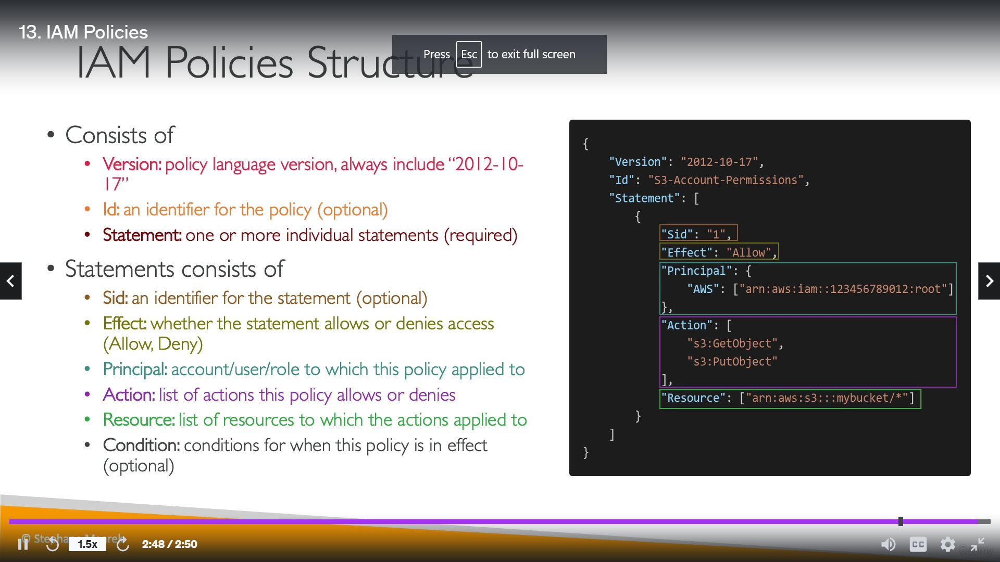 13. IAM Policies
IAM Policies Structure
Press Esc to exit full screen
• Consists of
• Version: policy language version, always include “2012-10-
17”
• Id: an identifier for the policy (optional)
• Statement: one or more individual statements (required)
• Statements consists of
• Sid: an identifier for the statement (optional)
• Effect: whether the statement allows or denies access
(Allow, Deny)
• Principal: account/user/role to which this policy applied to
• Action: list of actions this policy allows or denies
• Resource: list of resources to which the actions applied to
• Condition: conditions for when this policy is in effect
(optional)
{
"Version": "2012-10-17",
"Id": "S3-Account-Permissions",
"Statement": [
{
"Sid": "1",
"Effect": "Allow",
"Principal": {
"AWS": ["arn:aws:iam::123456789012:root"]
},
"Action": [
"s3:GetObject",
"s3:PutObject"
],
"Resource": ["arn:aws:s3:::mybucket/*"]
}
]
}
© Stephane Maarek
1.5x
2:48 / 2:50
CC
udemy